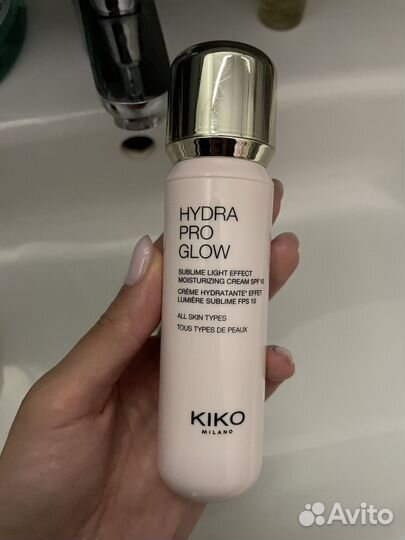 HYDRA
PRO
GLOW
SUBLIME LIGHT EFFECT
MOISTURIZING CREAM SPF 10
CRÈME HYDRATANTE* EFFET
LUMIÈRE SUBLIME FPS 10
ALL SKIN TYPES
TOUS TYPES DE PEAUX
KIKO
MILANO
Avito